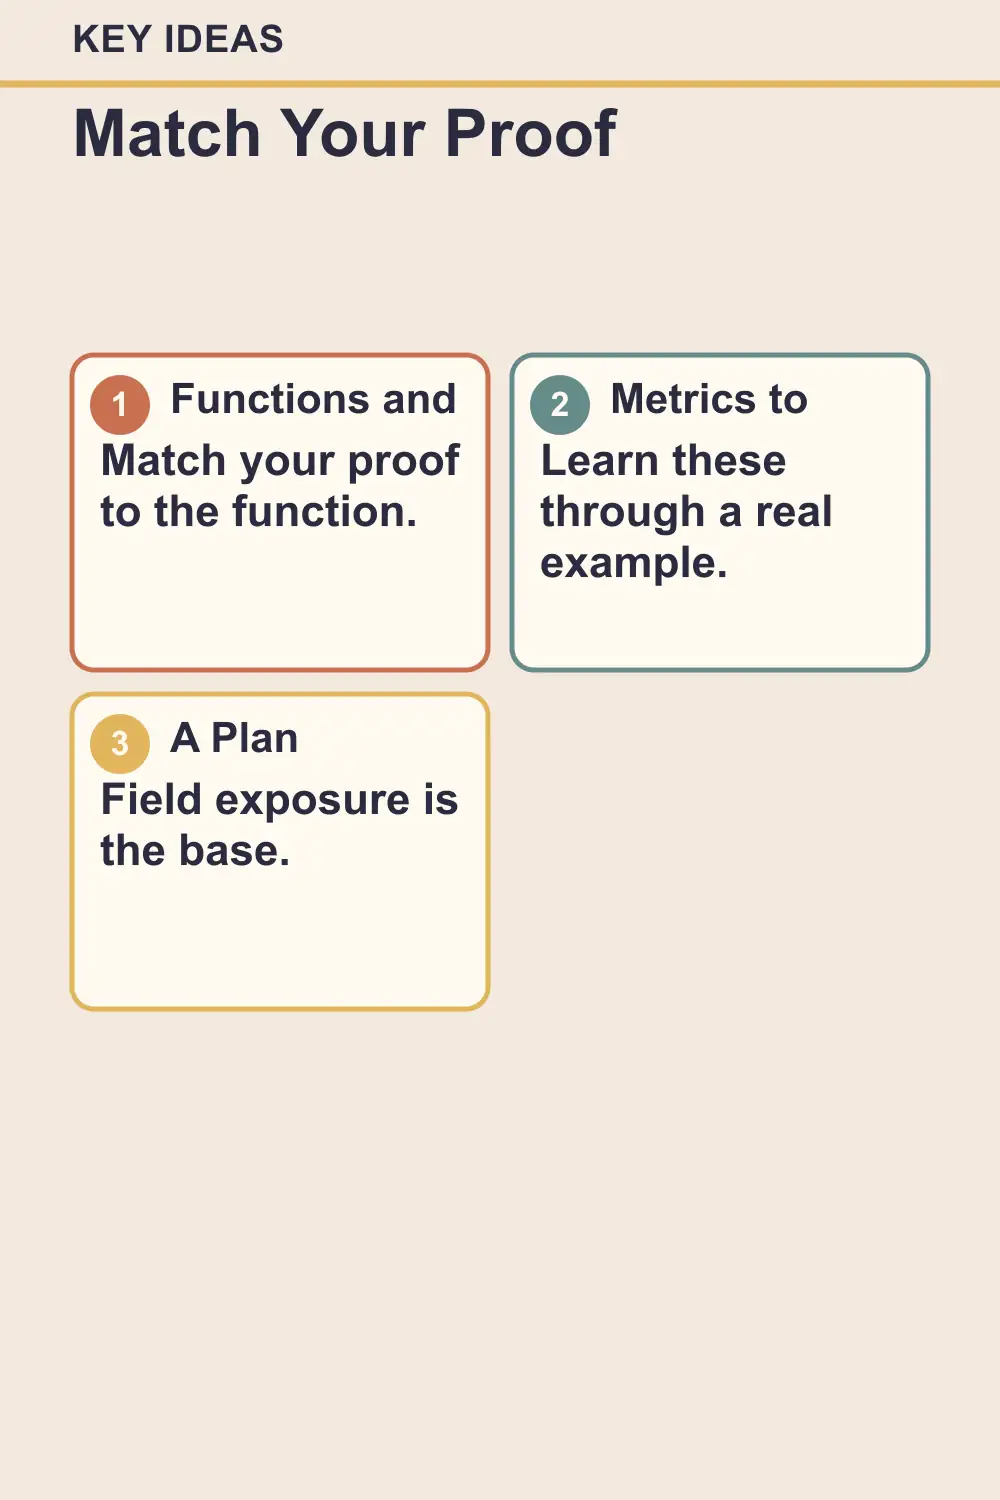 KEY IDEAS
Match Your Proof
1 Functions and
Match your proof
to the function.
2 Metrics to
Learn these
through a real
example.
3 A Plan
Field exposure is
the base.